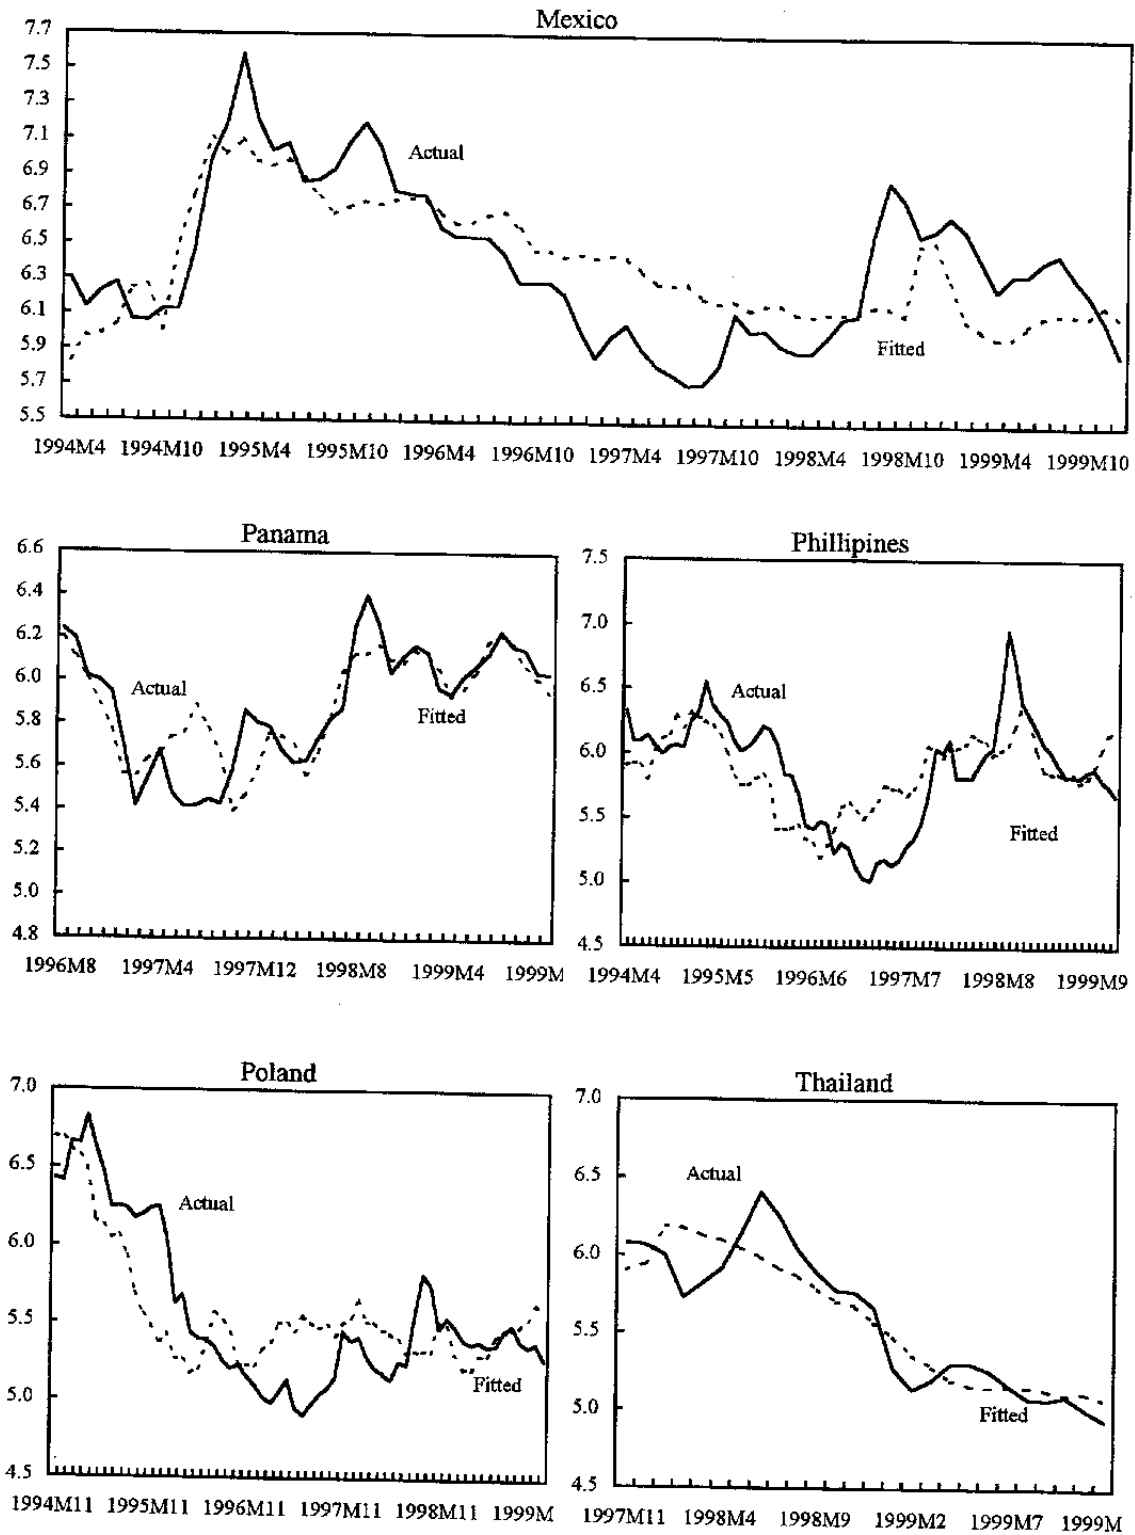 Mexico
7.7
7.5
7.3
7.1
6.9
6.7
6.5
6.3
6.1
5.9
5.7
5.5
Actual
Fitted
1994M4 1994M10 1995M4 1995M10 1996M4 1996M10 1997M4 1997M10 1998M4 1998M10 1999M4 1999M10
Panama
6.6
6.4
6.2
6.0
5.8
5.6
5.4
5.2
5.0
4.8
Actual
Fitted
1996M8 1997M4 1997M12 1998M8 1999M4 1999M
Phillipines
7.5
7.0
6.5
6.0
5.5
5.0
4.5
Actual
Fitted
1994M4 1995M5 1996M6 1997M7 1998M8 1999M9
Poland
7.0
6.5
6.0
5.5
5.0
4.5
Actual
Fitted
1994M11 1995M11 1996M11 1997M11 1998M11 1999M
Thailand
7.0
6.5
6.0
5.5
5.0
4.5
Actual
Fitted
1997M11 1998M4 1998M9 1999M2 1999M7 1999M